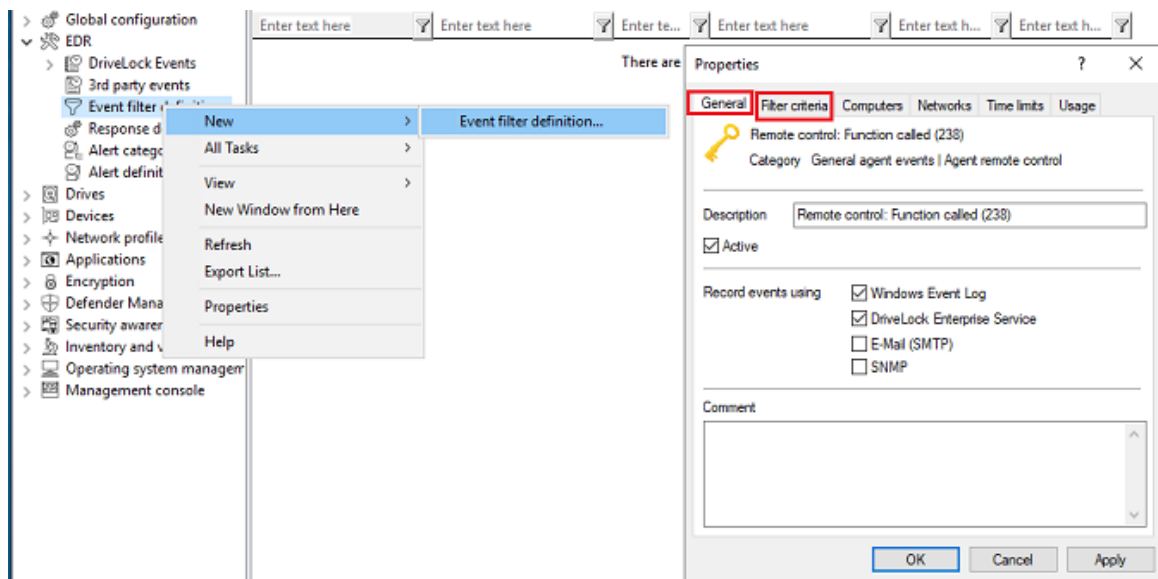 Global configuration
EDR
DriveLock Events
3rd party events
Event filter
Response d
Alert catego
Alert definit
Drives
Devices
Network profile
Applications
Encryption
Defender Mana
Security awaren
Inventory and v
Operating system managem
Management console
New
All Tasks
View
New Window from Here
Refresh
Export List...
Properties
Help
Event filter definition...
Enter text here Enter text here Enter te... Enter text here Enter text h... Enter text h...
There are
Properties ?
General Filter criteria Computers Networks Time limits Usage
Remote control: Function called (238)
Category General agent events | Agent remote control
Description Remote control: Function called (238)
Active
Record events using Windows Event Log
DriveLock Enterprise Service
E-Mail (SMTP)
SNMP
Comment
OK Cancel Apply